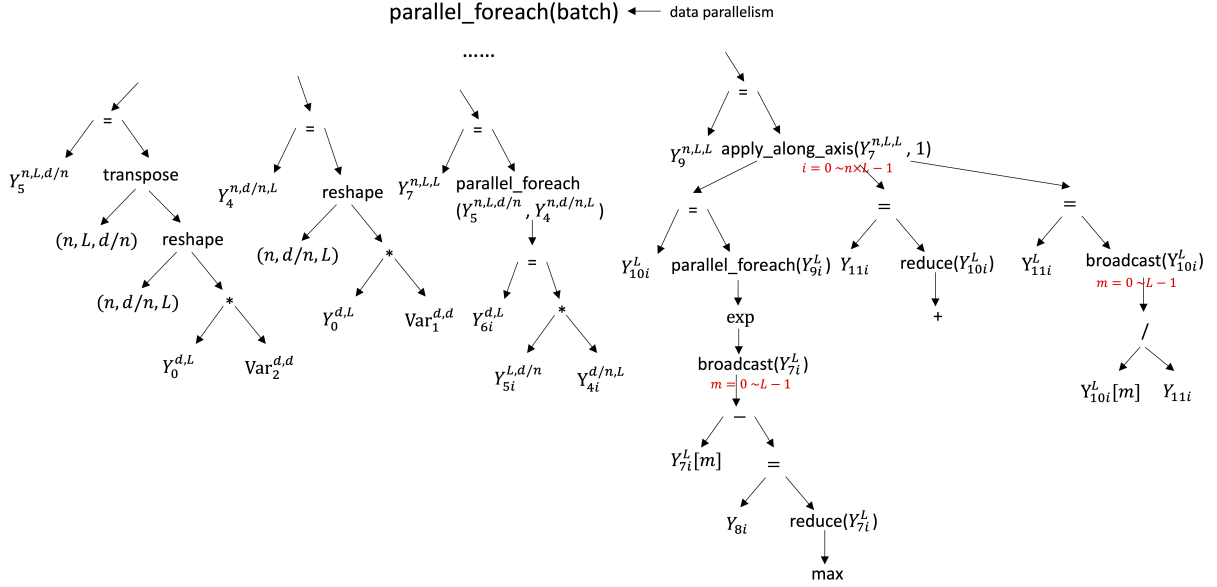 parallel_foreach(batch) data parallelism
......
= = = =
Y_5^{n,L,d/n} transpose Y_4^{n,d/n,L} reshape Y_7^{n,L,L} parallel_foreach Y_9^{n,L,L} apply_along_axis(Y_7^{n,L,L}, 1)
i = 0 ~n×L − 1
(Y_5^{n,L,d/n}, Y_4^{n,d/n,L})
= = =
(n, L, d/n) reshape (n, d/n, L) * = Y_{10i}^L parallel_foreach(Y_{9i}^L) Y_{11i} reduce(Y_{10i}^L) Y_{11i}^L broadcast(Y_{10i}^L)
m = 0 ~L − 1
(n, d/n, L) * Y_0^{d,L} Var_1^{d,d} Y_{6i}^{d,L} * exp + /
Y_0^{d,L} Var_2^{d,d} Y_{5i}^{L,d/n} Y_{4i}^{d/n,L} broadcast(Y_{7i}^L) Y_{10i}^L[m] Y_{11i}
m = 0 ~L − 1
−
Y_{7i}^L[m] =
Y_{8i} reduce(Y_{7i}^L)
max